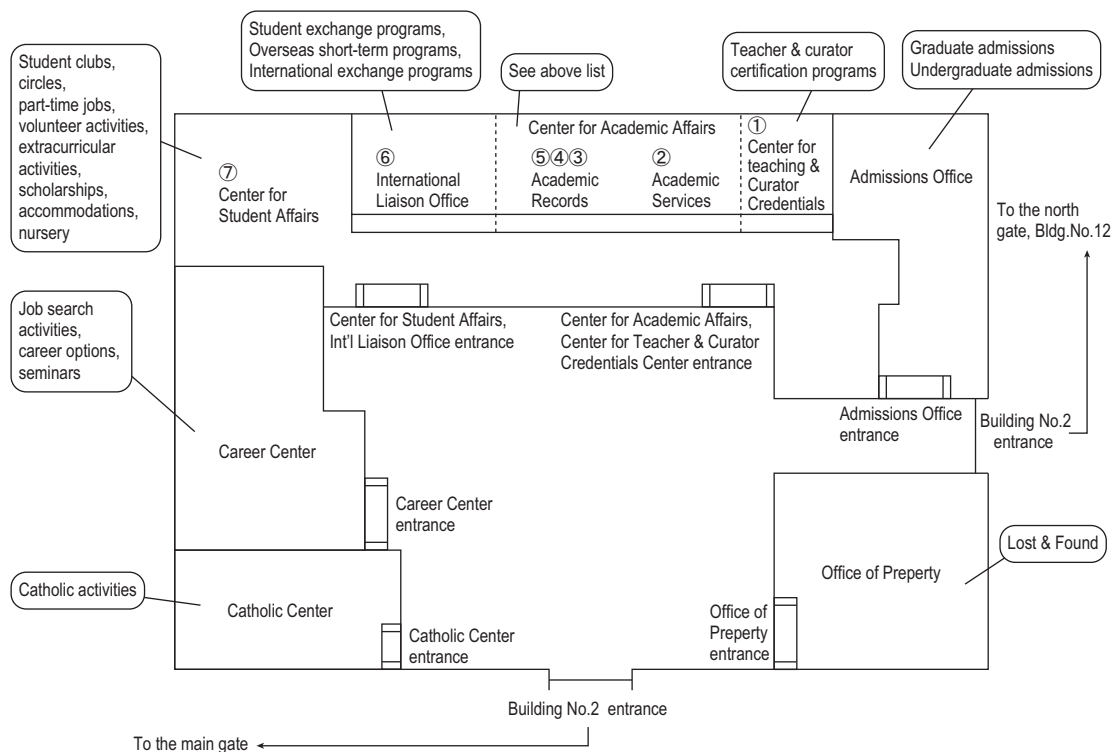 Student clubs,
circles,
part-time jobs,
volunteer activities,
extracurricular
activities,
scholarships,
accommodations,
nursery
Student exchange programs,
Overseas short-term programs,
International exchange programs
See above list
Teacher & curator
certification programs
Graduate admissions
Undergraduate admissions
⑦
Center for
Student Affairs
⑥
International
Liaison Office
Center for Academic Affairs
⑤④③
Academic
Records
②
Academic
Services
①
Center for
teaching &
Curator
Credentials
Admissions Office
To the north
gate, Bldg.No.12
Job search
activities,
career options,
seminars
Center for Student Affairs,
Int'l Liaison Office entrance
Center for Academic Affairs,
Center for Teacher & Curator
Credentials Center entrance
Admissions Office
entrance
Building No.2
entrance
Career Center
Career Center
entrance
Lost & Found
Office of Preperty
Catholic activities
Catholic Center
Catholic Center
entrance
Office of
Preperty
entrance
Building No.2 entrance
To the main gate